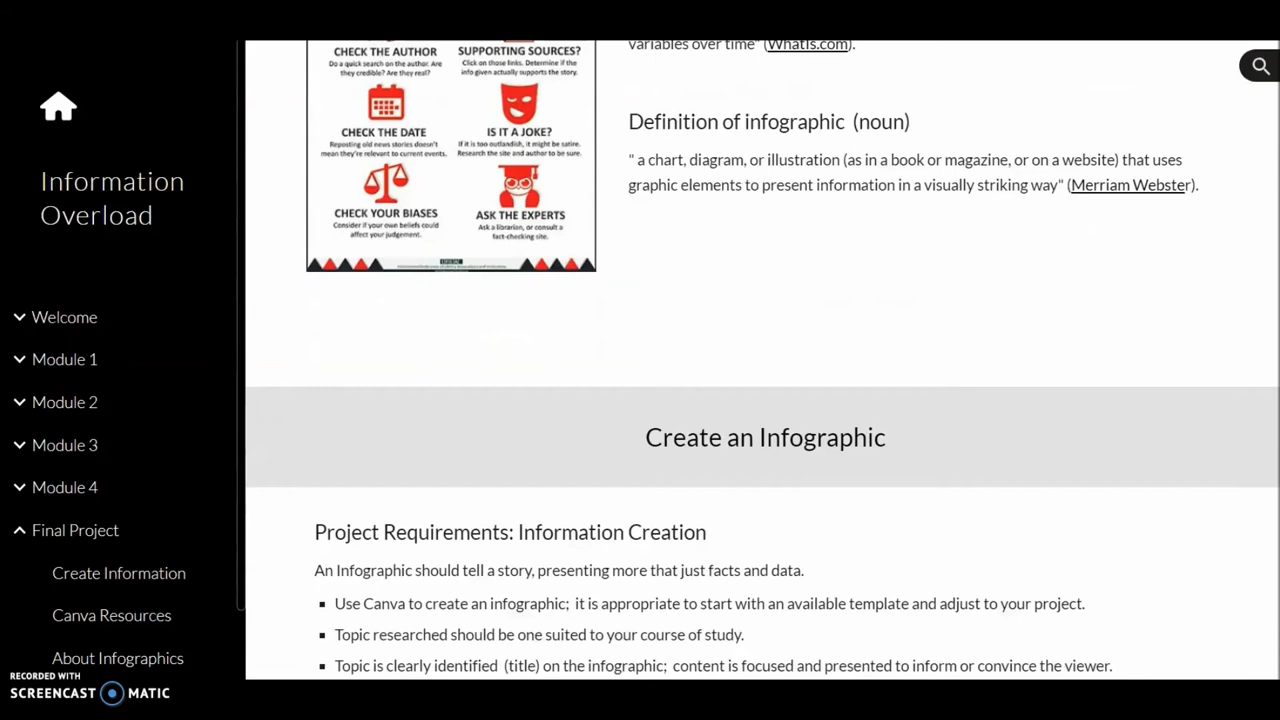 Information
Overload
Welcome
Module 1
Module 2
Module 3
Module 4
Final Project
Create Information
Canva Resources
About Infographics
RECORDED WITH
SCREENCAST MATIC
CHECK THE AUTHOR
Do a quick search on the author. Are
they credible? Are they real?
SUPPORTING SOURCES?
Click on those links. Determine if the
info given actually supports the story.
CHECK THE DATE
Reposting old news stories doesn't
mean they're relevant to current events.
IS IT A JOKE?
If it is too outlandish, it might be satire.
Research the site and author to be sure.
CHECK YOUR BIASES
Consider if your own beliefs could
affect your judgement.
ASK THE EXPERTS
Ask a librarian, or consult a
fact-checking site.
variables over time" (WhatIs.com).
Definition of infographic (noun)
" a chart, diagram, or illustration (as in a book or magazine, or on a website) that uses
graphic elements to present information in a visually striking way" (Merriam Webster).
Create an Infographic
Project Requirements: Information Creation
An Infographic should tell a story, presenting more that just facts and data.
Use Canva to create an infographic; it is appropriate to start with an available template and adjust to your project.
Topic researched should be one suited to your course of study.
Topic is clearly identified (title) on the infographic; content is focused and presented to inform or convince the viewer.